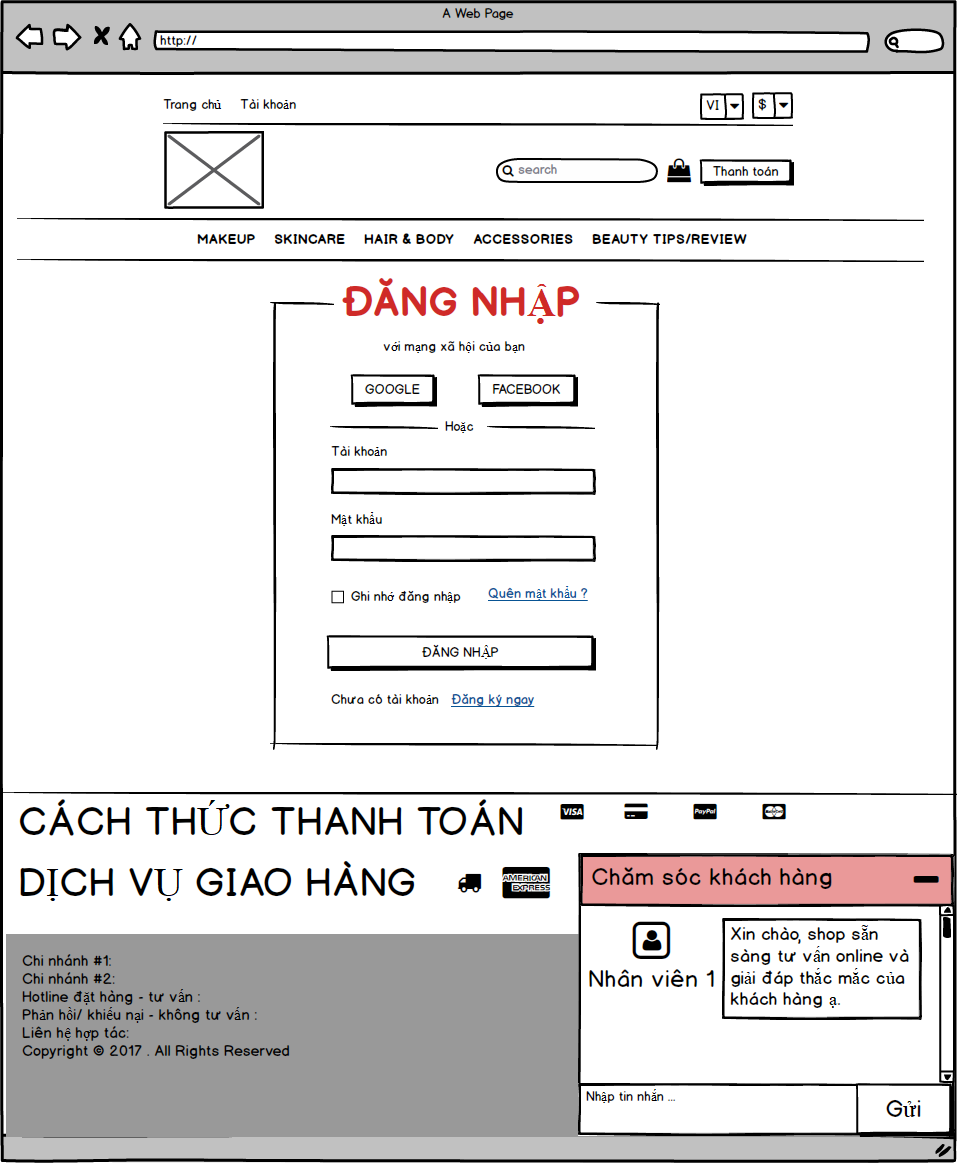 A Web Page
http://
Trang chủ Tài khoản VI $
search Thanh toán
MAKEUP SKINCARE HAIR & BODY ACCESSORIES BEAUTY TIPS/REVIEW
ĐĂNG NHẬP
với mạng xã hội của bạn
GOOGLE FACEBOOK
Hoặc
Tài khoản
Mật khẩu
Ghi nhớ đăng nhập Quên mật khẩu ?
ĐĂNG NHẬP
Chưa có tài khoản Đăng ký ngay
CÁCH THỨC THANH TOÁN VISA PayPal
DỊCH VỤ GIAO HÀNG AMERICAN EXPRESS
Chăm sóc khách hàng
Xin chào, shop sẵn
sàng tư vấn online và
giải đáp thắc mắc của
khách hàng ạ.
Nhân viên 1
Chi nhánh #1:
Chi nhánh #2:
Hotline đặt hàng - tư vấn :
Phản hồi/ khiếu nại - không tư vấn :
Liên hệ hợp tác:
Copyright © 2017 . All Rights Reserved
Nhập tin nhắn ...
Gửi